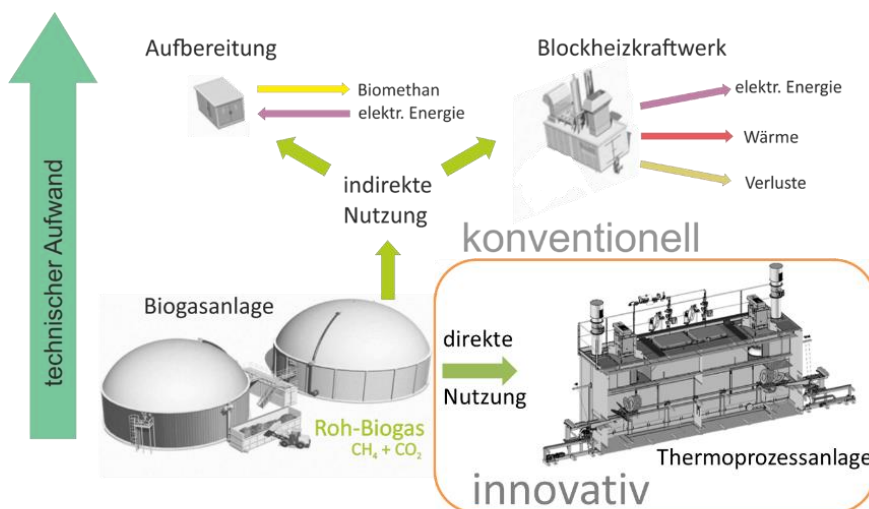 Aufbereitung
Blockheizkraftwerk
Biomethan
elektr. Energie
elektr. Energie
Wärme
Verluste
indirekte
Nutzung
konventionell
technischer Aufwand
Biogasanlage
direkte
Nutzung
Roh-Biogas
CH₄ + CO₂
Thermoprozessanlage
innovativ